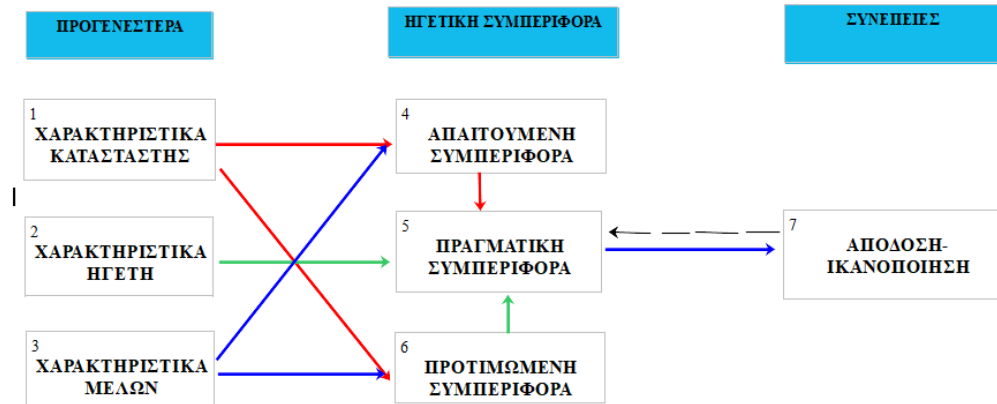 ΠΡΟΓΕΝΕΣΤΕΡΑ
ΗΓΕΤΙΚΗ ΣΥΜΠΕΡΙΦΟΡΑ
ΣΥΝΕΠΕΙΕΣ
1
ΧΑΡΑΚΤΗΡΙΣΤΙΚΑ
ΚΑΤΑΣΤΑΣΤΗΣ
4
ΑΠΑΙΤΟΥΜΕΝΗ
ΣΥΜΠΕΡΙΦΟΡΑ
2
ΧΑΡΑΚΤΗΡΙΣΤΙΚΑ
ΗΓΕΤΗ
5
ΠΡΑΓΜΑΤΙΚΗ
ΣΥΜΠΕΡΙΦΟΡΑ
7
ΑΠΟΔΟΣΗ-
ΙΚΑΝΟΠΟΙΗΣΗ
3
ΧΑΡΑΚΤΗΡΙΣΤΙΚΑ
ΜΕΛΩΝ
6
ΠΡΟΤΙΜΩΜΕΝΗ
ΣΥΜΠΕΡΙΦΟΡΑ